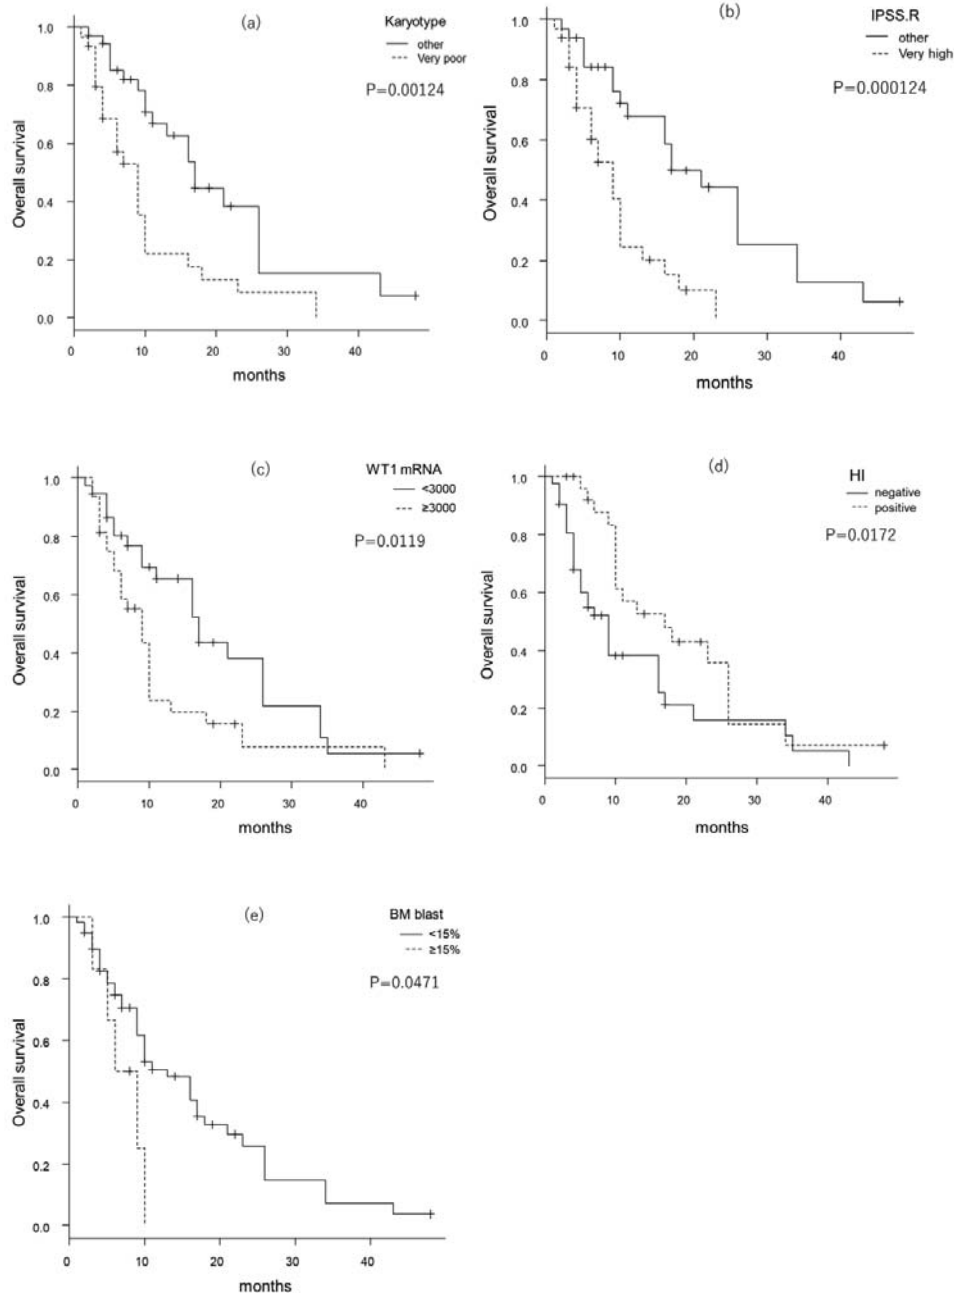 (a)
Karyotype
other
Very poor
P=0.00124
Overall survival
1.0
0.8
0.6
0.4
0.2
0.0
0 10 20 30 40
months
(b)
IPSS.R
other
Very high
P=0.000124
Overall survival
1.0
0.8
0.6
0.4
0.2
0.0
0 10 20 30 40
months
(c)
WT1 mRNA
<3000
≥3000
P=0.0119
Overall survival
1.0
0.8
0.6
0.4
0.2
0.0
0 10 20 30 40
months
(d)
HI
negative
positive
P=0.0172
Overall survival
1.0
0.8
0.6
0.4
0.2
0.0
0 10 20 30 40
months
(e)
BM blast
<15%
≥15%
P=0.0471
Overall survival
1.0
0.8
0.6
0.4
0.2
0.0
0 10 20 30 40
months